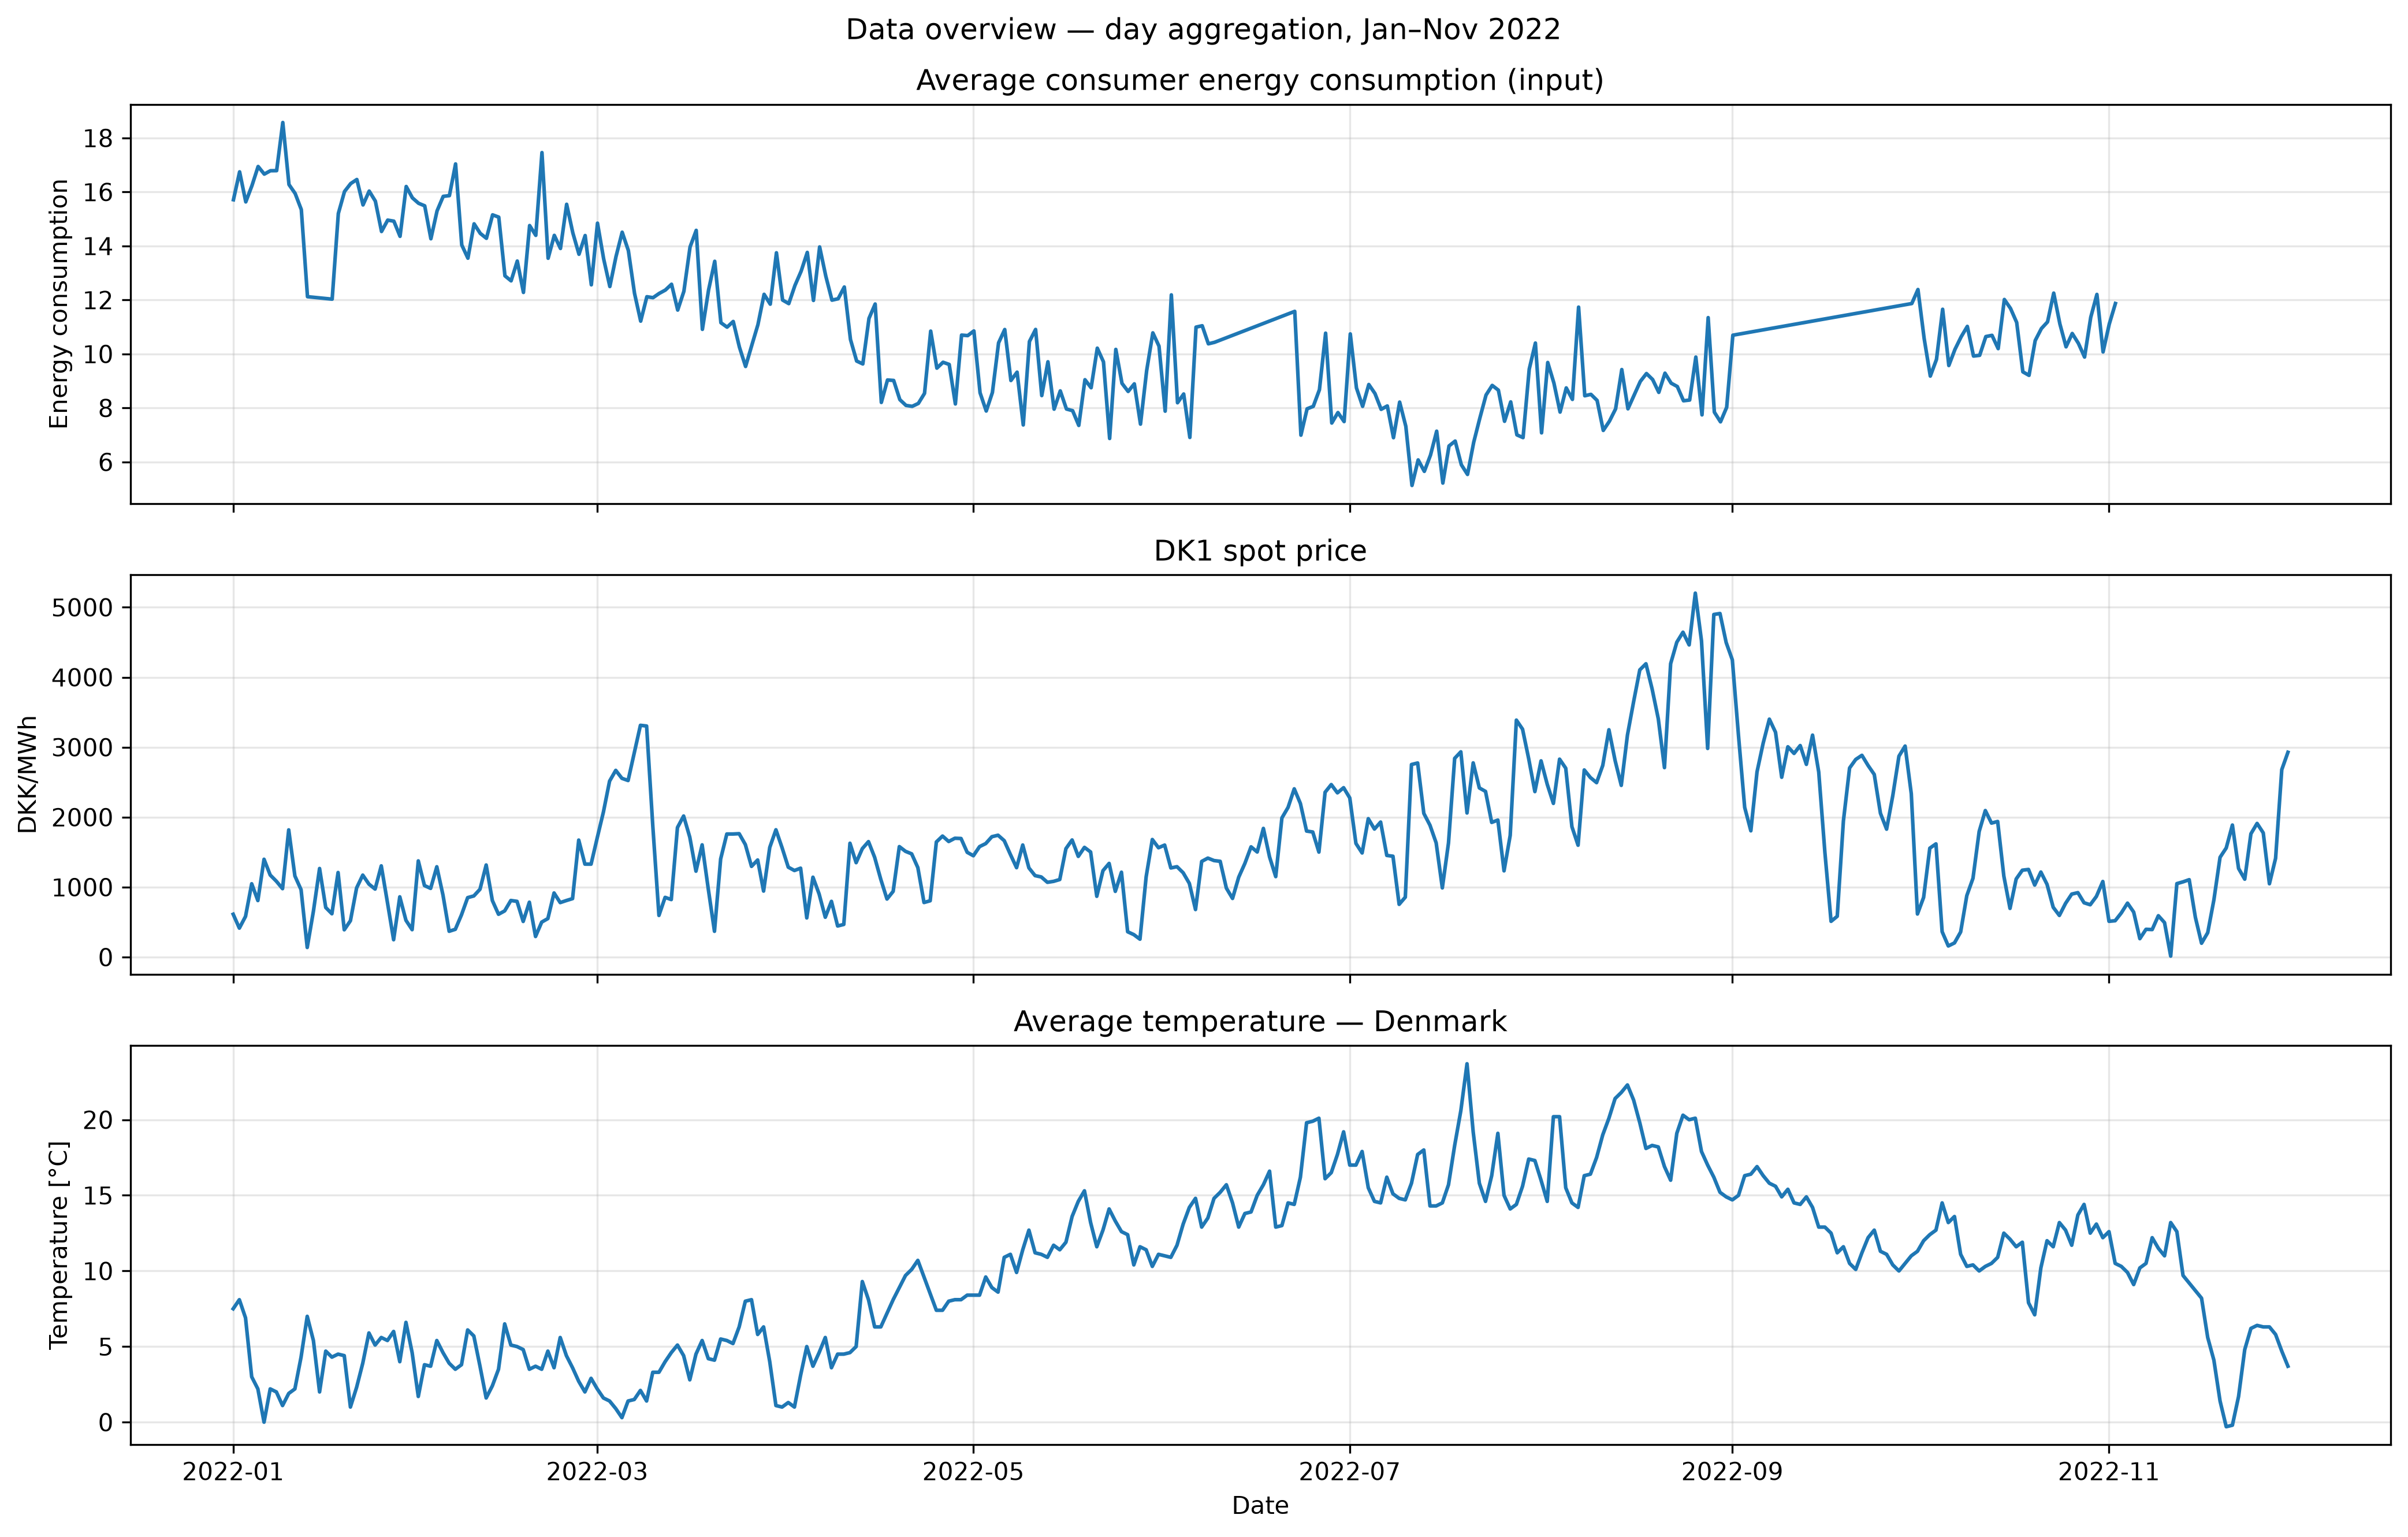 Data overview — day aggregation, Jan–Nov 2022
Average consumer energy consumption (input)
Energy consumption
18
16
14
12
10
8
6
DK1 spot price
DKK/MWh
5000
4000
3000
2000
1000
0
Average temperature — Denmark
Temperature [°C]
20
15
10
5
0
2022-01 2022-03 2022-05 2022-07 2022-09 2022-11
Date